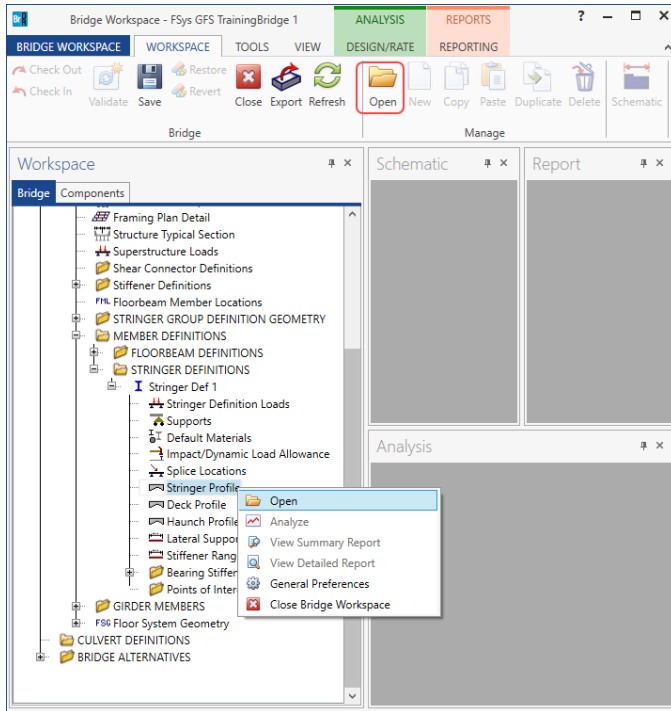 Br R
Bridge Workspace - FSys GFS TrainingBridge 1
ANALYSIS
REPORTS
?
BRIDGE WORKSPACE
WORKSPACE
TOOLS
VIEW
DESIGN/RATE
REPORTING
Check Out
Check In
Validate
Save
Restore
Revert
Close
Export
Refresh
Open
New
Copy
Paste
Duplicate
Delete
Schematic
Bridge
Manage
Workspace
Bridge
Components
Framing Plan Detail
Structure Typical Section
Superstructure Loads
Shear Connector Definitions
Stiffener Definitions
FML Floorbeam Member Locations
STRINGER GROUP DEFINITION GEOMETRY
MEMBER DEFINITIONS
FLOORBEAM DEFINITIONS
STRINGER DEFINITIONS
Stringer Def 1
Stringer Definition Loads
Supports
Default Materials
Impact/Dynamic Load Allowance
Splice Locations
Stringer Profile
Deck Profile
Haunch Profile
Lateral Suppor
Stiffener Rang
Bearing Stiffer
Points of Inter
GIRDER MEMBERS
FSG Floor System Geometry
CULVERT DEFINITIONS
BRIDGE ALTERNATIVES
Open
Analyze
View Summary Report
View Detailed Report
General Preferences
Close Bridge Workspace
Schematic
Report
Analysis